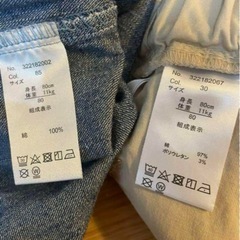 No. 322182002
Col. 85
サイズ
身長 80cm
体重 11kg
80
組成表示
綿 100%
No. 322182067
Col. 30
サイズ
身長 80cm
体重 11kg
80
組成表示
綿 97%
ポリウレタン 3%